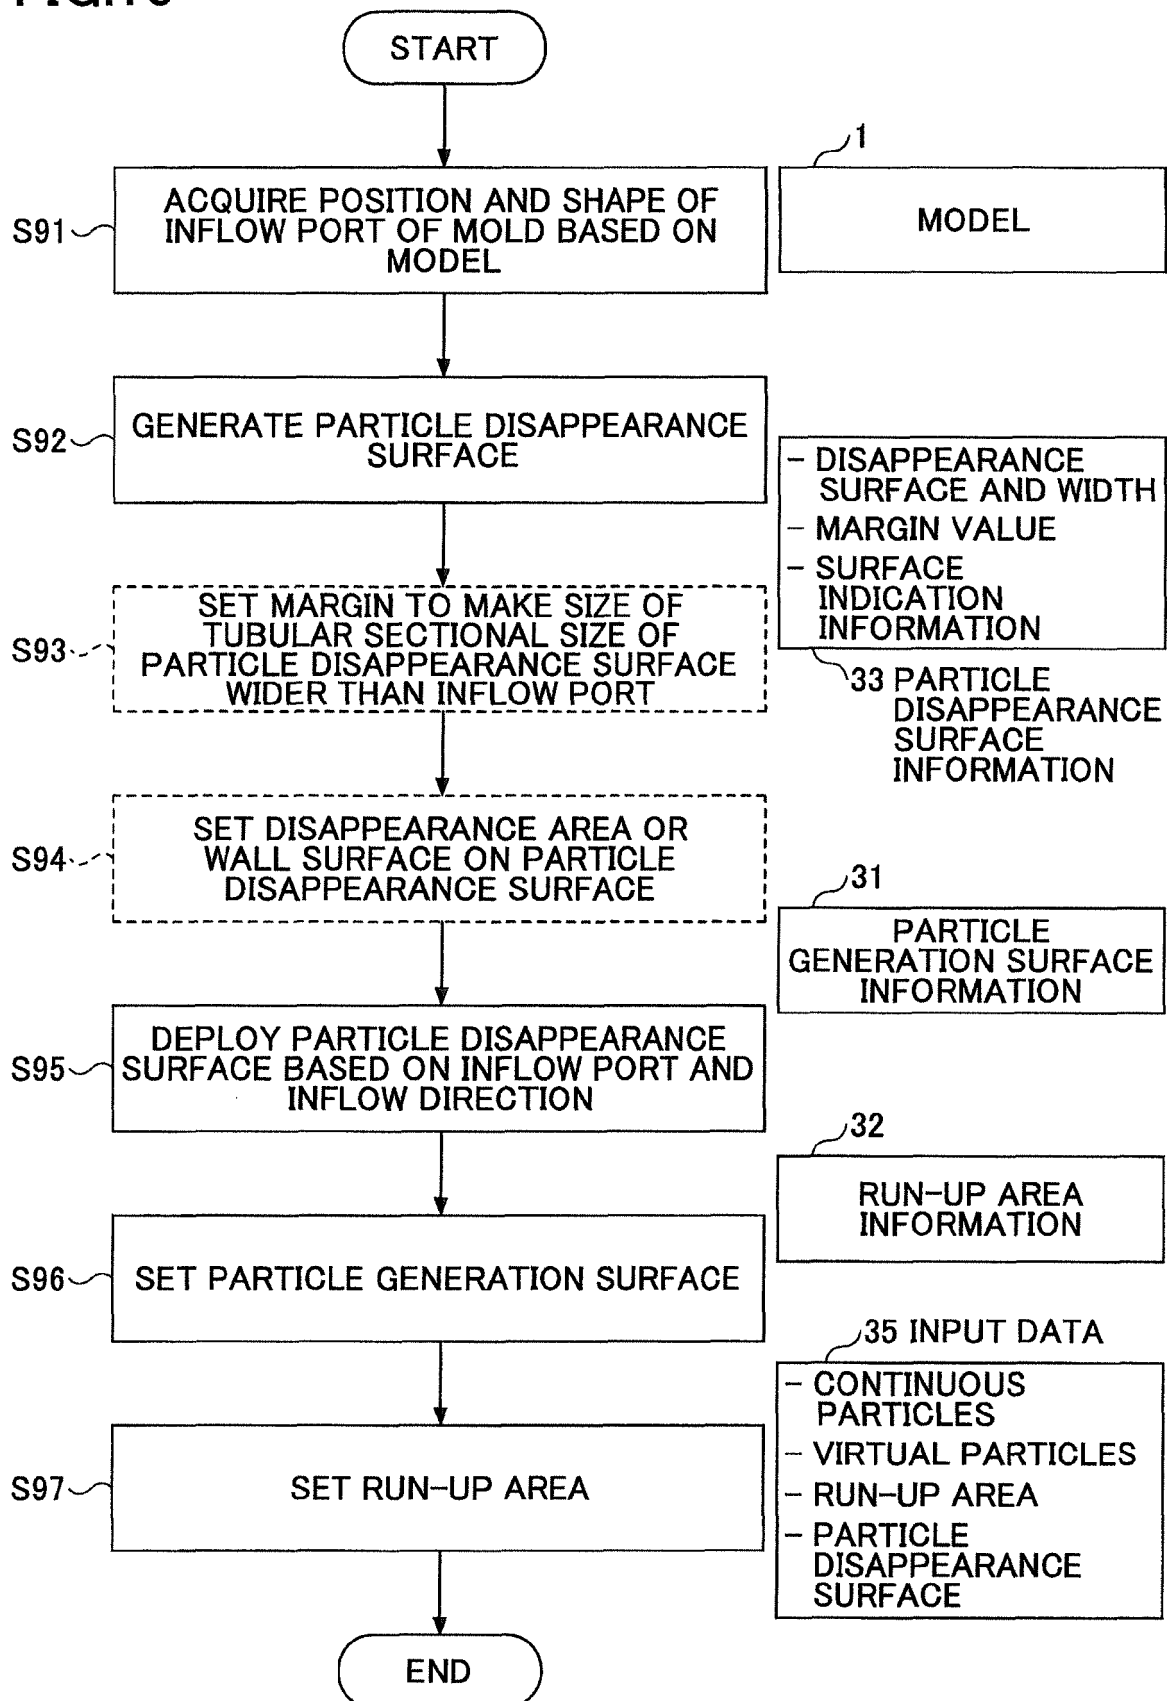 START
1
S91
ACQUIRE POSITION AND SHAPE OF
INFLOW PORT OF MOLD BASED ON
MODEL
MODEL
S92
GENERATE PARTICLE DISAPPEARANCE
SURFACE
- DISAPPEARANCE
SURFACE AND WIDTH
- MARGIN VALUE
- SURFACE
INDICATION
INFORMATION
33 PARTICLE
DISAPPEARANCE
SURFACE
INFORMATION
S93
SET MARGIN TO MAKE SIZE OF
TUBULAR SECTIONAL SIZE OF
PARTICLE DISAPPEARANCE SURFACE
WIDER THAN INFLOW PORT
S94
SET DISAPPEARANCE AREA OR
WALL SURFACE ON PARTICLE
DISAPPEARANCE SURFACE
31
PARTICLE
GENERATION SURFACE
INFORMATION
S95
DEPLOY PARTICLE DISAPPEARANCE
SURFACE BASED ON INFLOW PORT AND
INFLOW DIRECTION
32
RUN-UP AREA
INFORMATION
S96
SET PARTICLE GENERATION SURFACE
35 INPUT DATA
- CONTINUOUS
PARTICLES
- VIRTUAL PARTICLES
- RUN-UP AREA
- PARTICLE
DISAPPEARANCE
SURFACE
S97
SET RUN-UP AREA
END